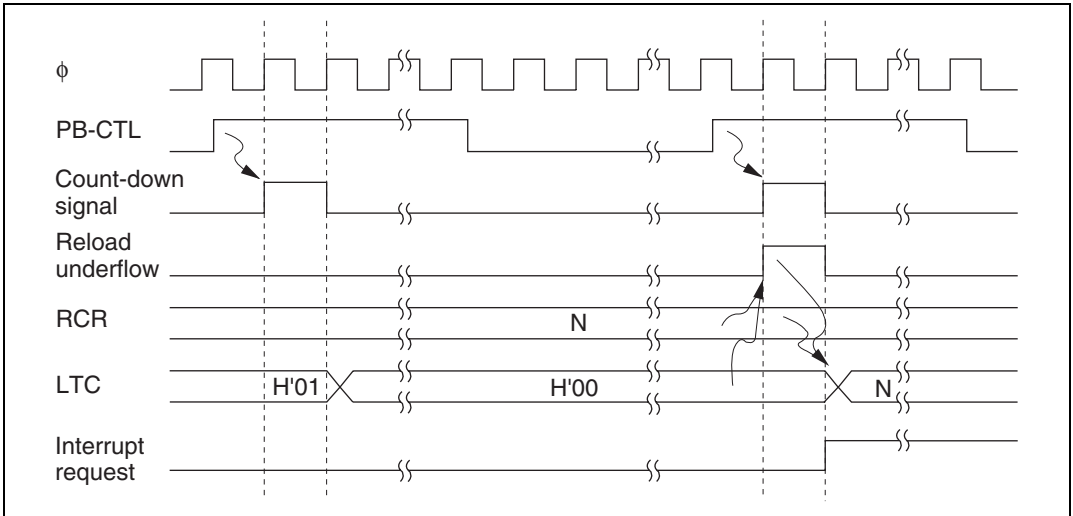 ϕ
PB-CTL
Count-down
signal
Reload
underflow
RCR
N
LTC
H'01
H'00
N
Interrupt
request